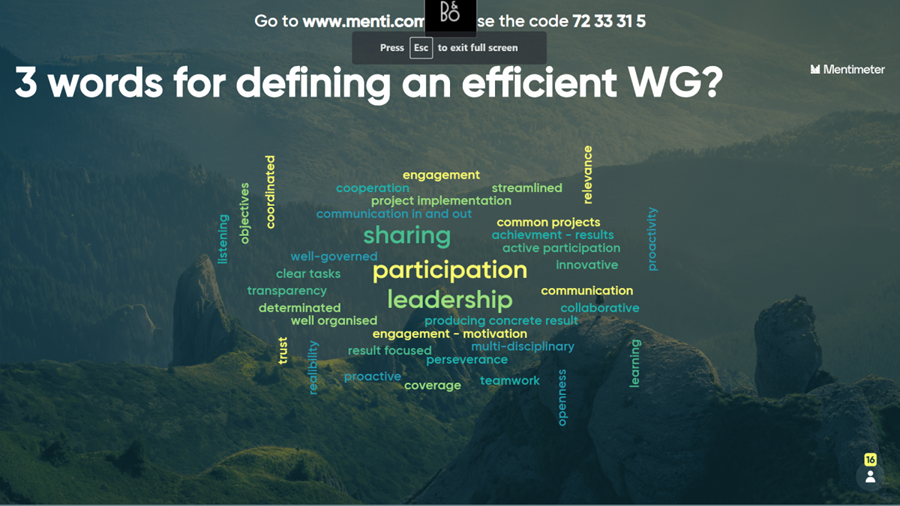 Go to www.menti.com se the code 72 33 31 5
B&O
Press Esc to exit full screen
3 words for defining an efficient WG?
Mentimeter
relevance
coordinated
engagement
objectives
cooperation
streamlined
project implementation
listening
communication in and out
proactivity
common projects
sharing
achievment - results
active participation
well-governed
innovative
participation
clear tasks
transparency
communication
leadership
determinated
collaborative
well organised
producing concrete result
engagement - motivation
trust
realibility
result focused
multi-disciplinary
learning
perseverance
proactive
coverage
teamwork
openness
16